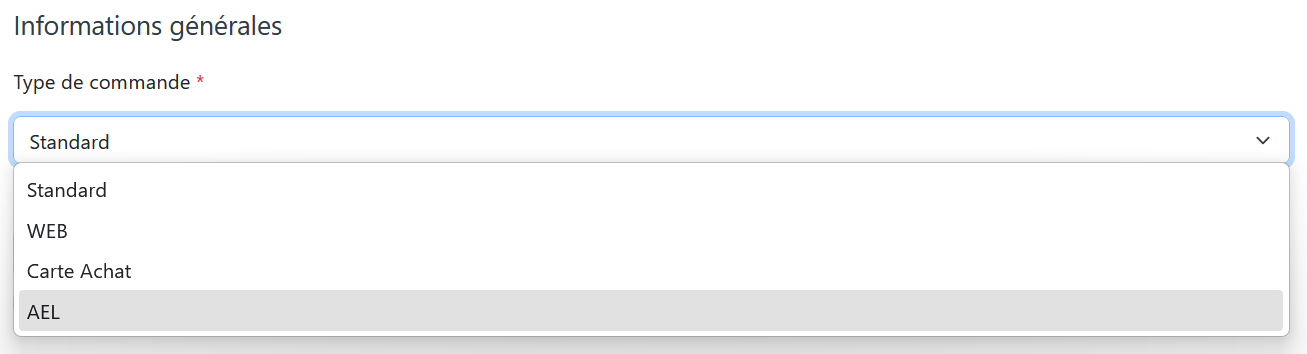 Informations générales
Type de commande *
Standard
Standard
WEB
Carte Achat
AEL